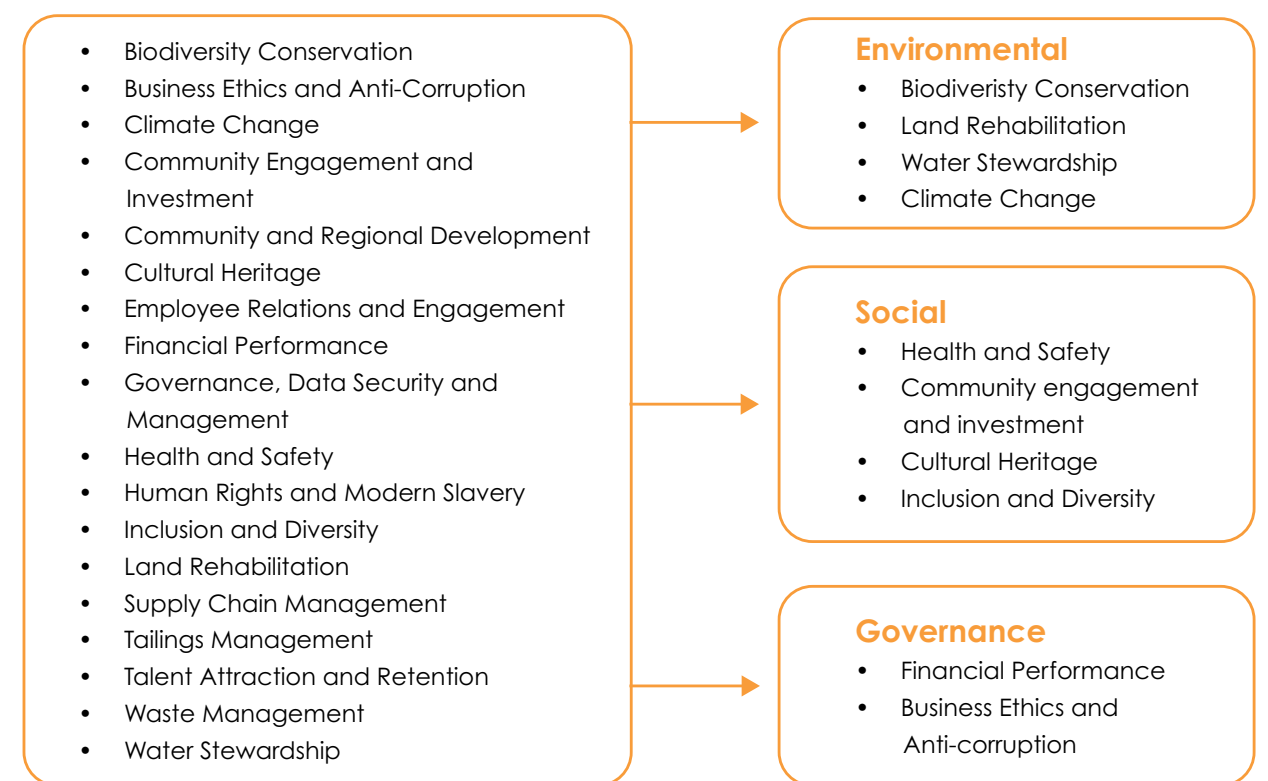 • Biodiversity Conservation
• Business Ethics and Anti-Corruption
• Climate Change
• Community Engagement and
Investment
• Community and Regional Development
• Cultural Heritage
• Employee Relations and Engagement
• Financial Performance
• Governance, Data Security and
Management
• Health and Safety
• Human Rights and Modern Slavery
• Inclusion and Diversity
• Land Rehabilitation
• Supply Chain Management
• Tailings Management
• Talent Attraction and Retention
• Waste Management
• Water Stewardship
Environmental
• Biodiveristy Conservation
• Land Rehabilitation
• Water Stewardship
• Climate Change
Social
• Health and Safety
• Community engagement
and investment
• Cultural Heritage
• Inclusion and Diversity
Governance
• Financial Performance
• Business Ethics and
Anti-corruption